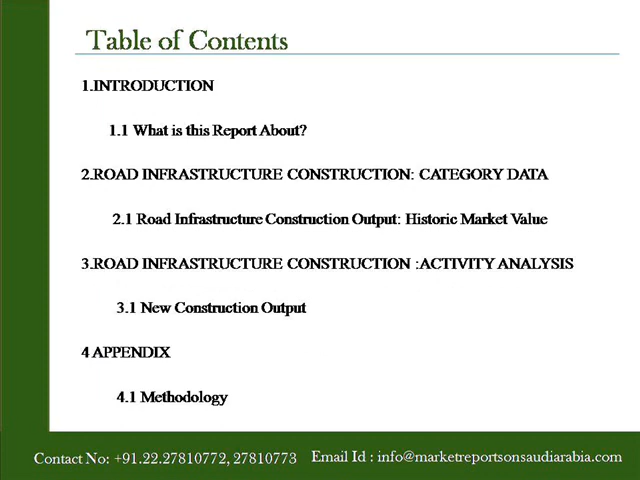 Table of Contents
1.INTRODUCTION
1.1 What is this Report About?
2.ROAD INFRASTRUCTURE CONSTRUCTION: CATEGORY DATA
2.1 Road Infrastructure Construction Output: Historic Market Value
3.ROAD INFRASTRUCTURE CONSTRUCTION :ACTIVITY ANALYSIS
3.1 New Construction Output
4 APPENDIX
4.1 Methodology
Contact No: +91.22.27810772, 27810773 Email Id : info@marketreportsonsaudiarabia.com